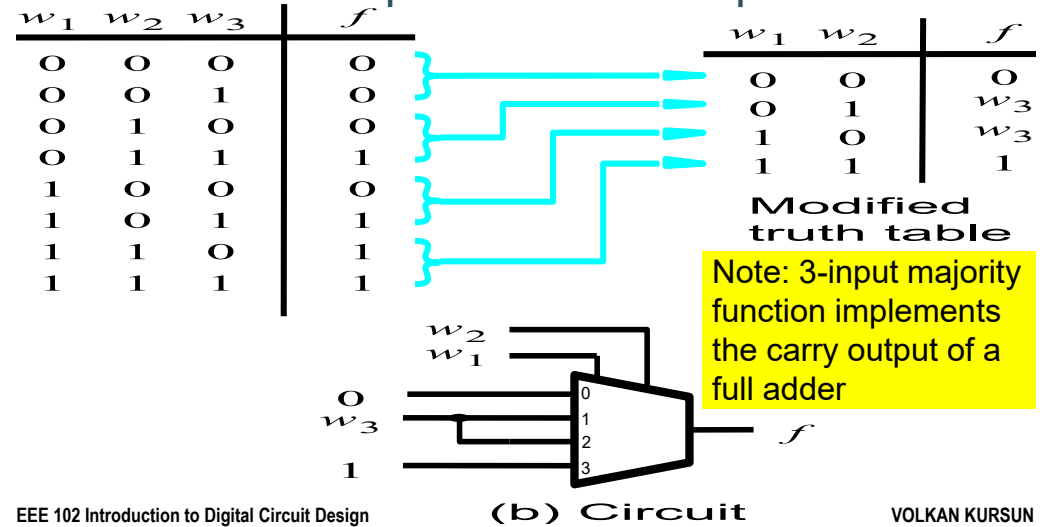 w1 w2 w3 f
0 0 0 0
0 0 1 0
0 1 0 0
0 1 1 1
1 0 0 0
1 0 1 1
1 1 0 1
1 1 1 1
w1 w2 f
0 0 0
0 1 w3
1 0 w3
1 1 1
Modified
truth table
Note: 3-input majority
function implements
the carry output of a
full adder
w2
w1
0 0
w3 1
2
f
1 3
(b) Circuit
EEE 102 Introduction to Digital Circuit Design
VOLKAN KURSUN